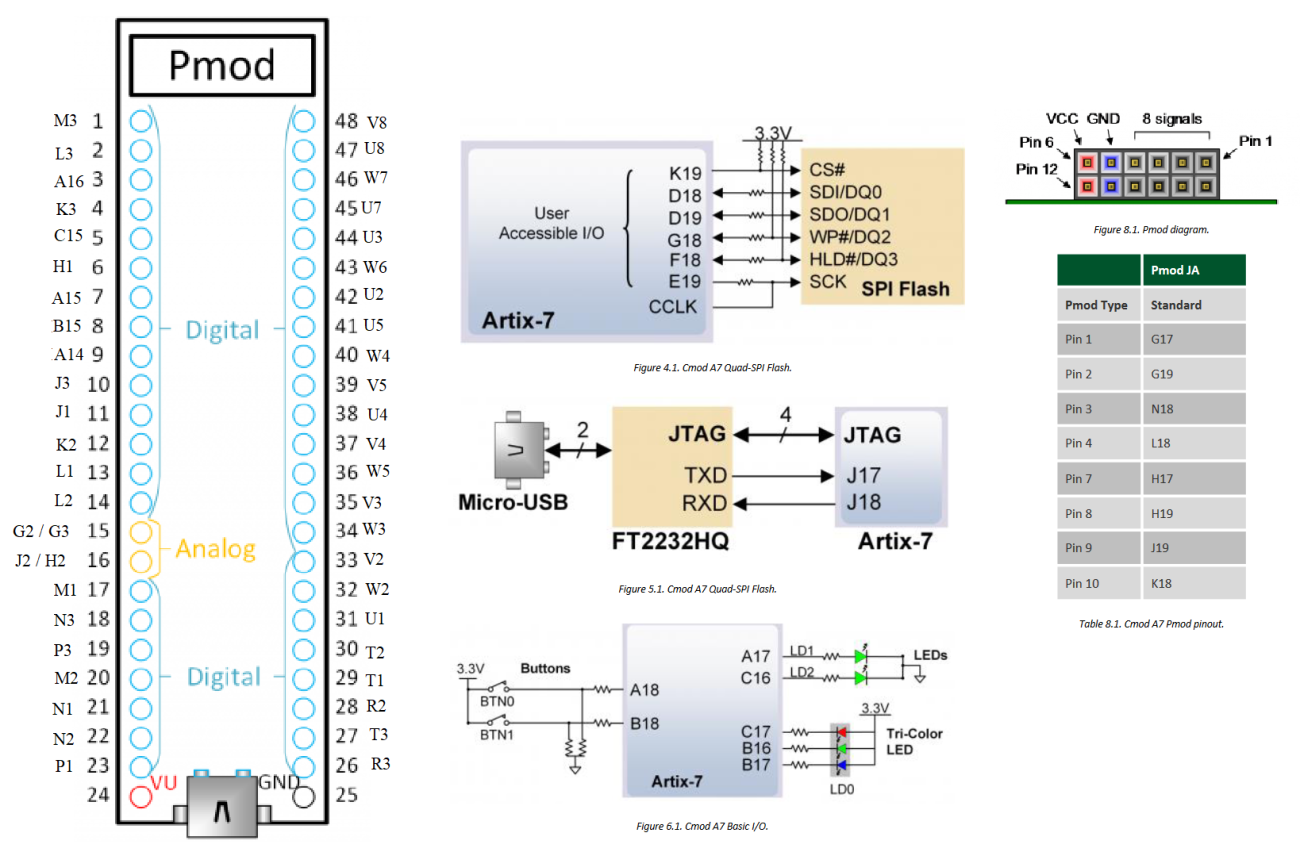 Pmod
M3 1
L3 2
A16 3
K3 4
C15 5
H1 6
A15 7
B15 8
A14 9
J3 10
J1 11
K2 12
L1 13
L2 14
G2 / G3 15
J2 / H2 16
M1 17
N3 18
P3 19
M2 20
N1 21
N2 22
P1 23
24
VU
GND
Digital
Analog
Digital
48 V8
47 U8
46 W7
45 U7
44 U3
43 W6
42 U2
41 U5
40 W4
39 V5
38 U4
37 V4
36 W5
35 V3
34 W3
33 V2
32 W2
31 U1
30 T2
29 T1
28 R2
27 T3
26 R3
25
3.3V
User
Accessible I/O
K19
D18
D19
G18
F18
E19
CCLK
Artix-7
CS#
SDI/DQ0
SDO/DQ1
WP#/DQ2
HLD#/DQ3
SCK
SPI Flash
Figure 4.1. Cmod A7 Quad-SPI Flash.
2
Micro-USB
JTAG
TXD
RXD
FT2232HQ
4
JTAG
J17
J18
Artix-7
Figure 5.1. Cmod A7 Quad-SPI Flash.
3.3V
Buttons
BTN0
BTN1
A18
B18
Artix-7
A17
C16
C17
B16
B17
LD1
LD2
LEDs
3.3V
Tri-Color
LED
LD0
Figure 6.1. Cmod A7 Basic I/O.
VCC GND 8 signals
Pin 6
Pin 1
Pin 12
Figure 8.1. Pmod diagram.
Pmod JA
Pmod Type Standard
Pin 1 G17
Pin 2 G19
Pin 3 N18
Pin 4 L18
Pin 7 H17
Pin 8 H19
Pin 9 J19
Pin 10 K18
Table 8.1. Cmod A7 Pmod pinout.